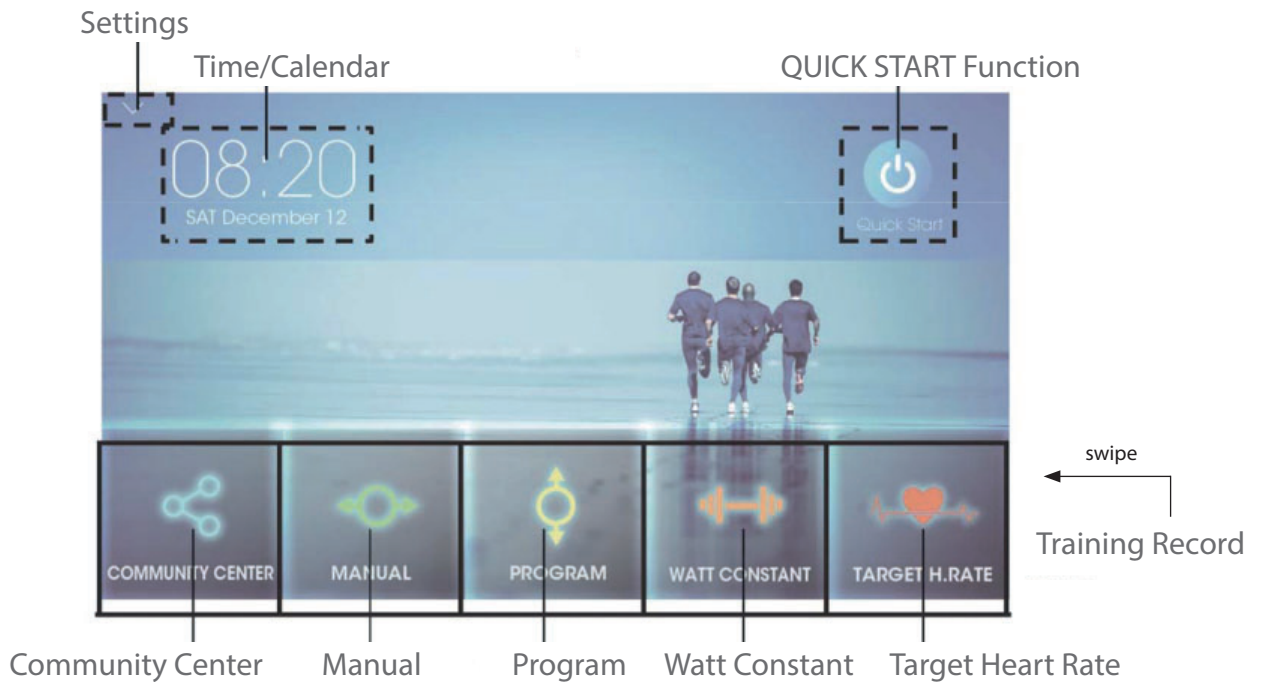 Settings
Time/Calendar
QUICK START Function
08:20
SAT December 12
Quick Start
swipe
Training Record
COMMUNITY CENTER
MANUAL
PROGRAM
WATT CONSTANT
TARGET H.RATE
Community Center
Manual
Program
Watt Constant
Target Heart Rate